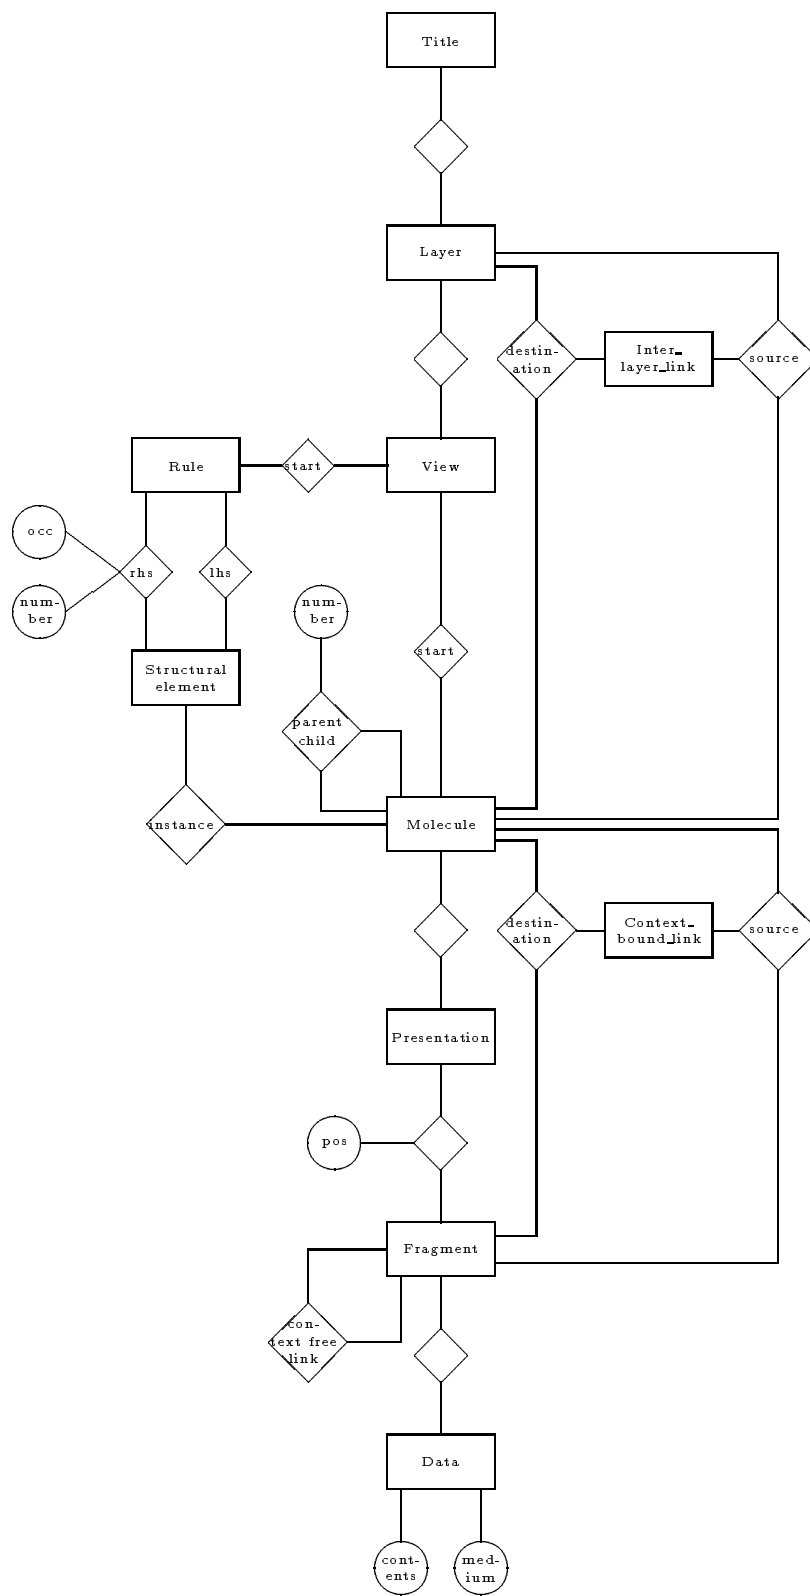 Title
Layer
destin-
ation
Inter_
layer_link
source
Rule
start
View
occ
rhs
lhs
num-
ber
num-
ber
start
Structural
element
parent
child
instance
Molecule
destin-
ation
Context_
bound_link
source
Presentation
pos
Fragment
con-
text free
link
Data
cont-
ents
med-
ium